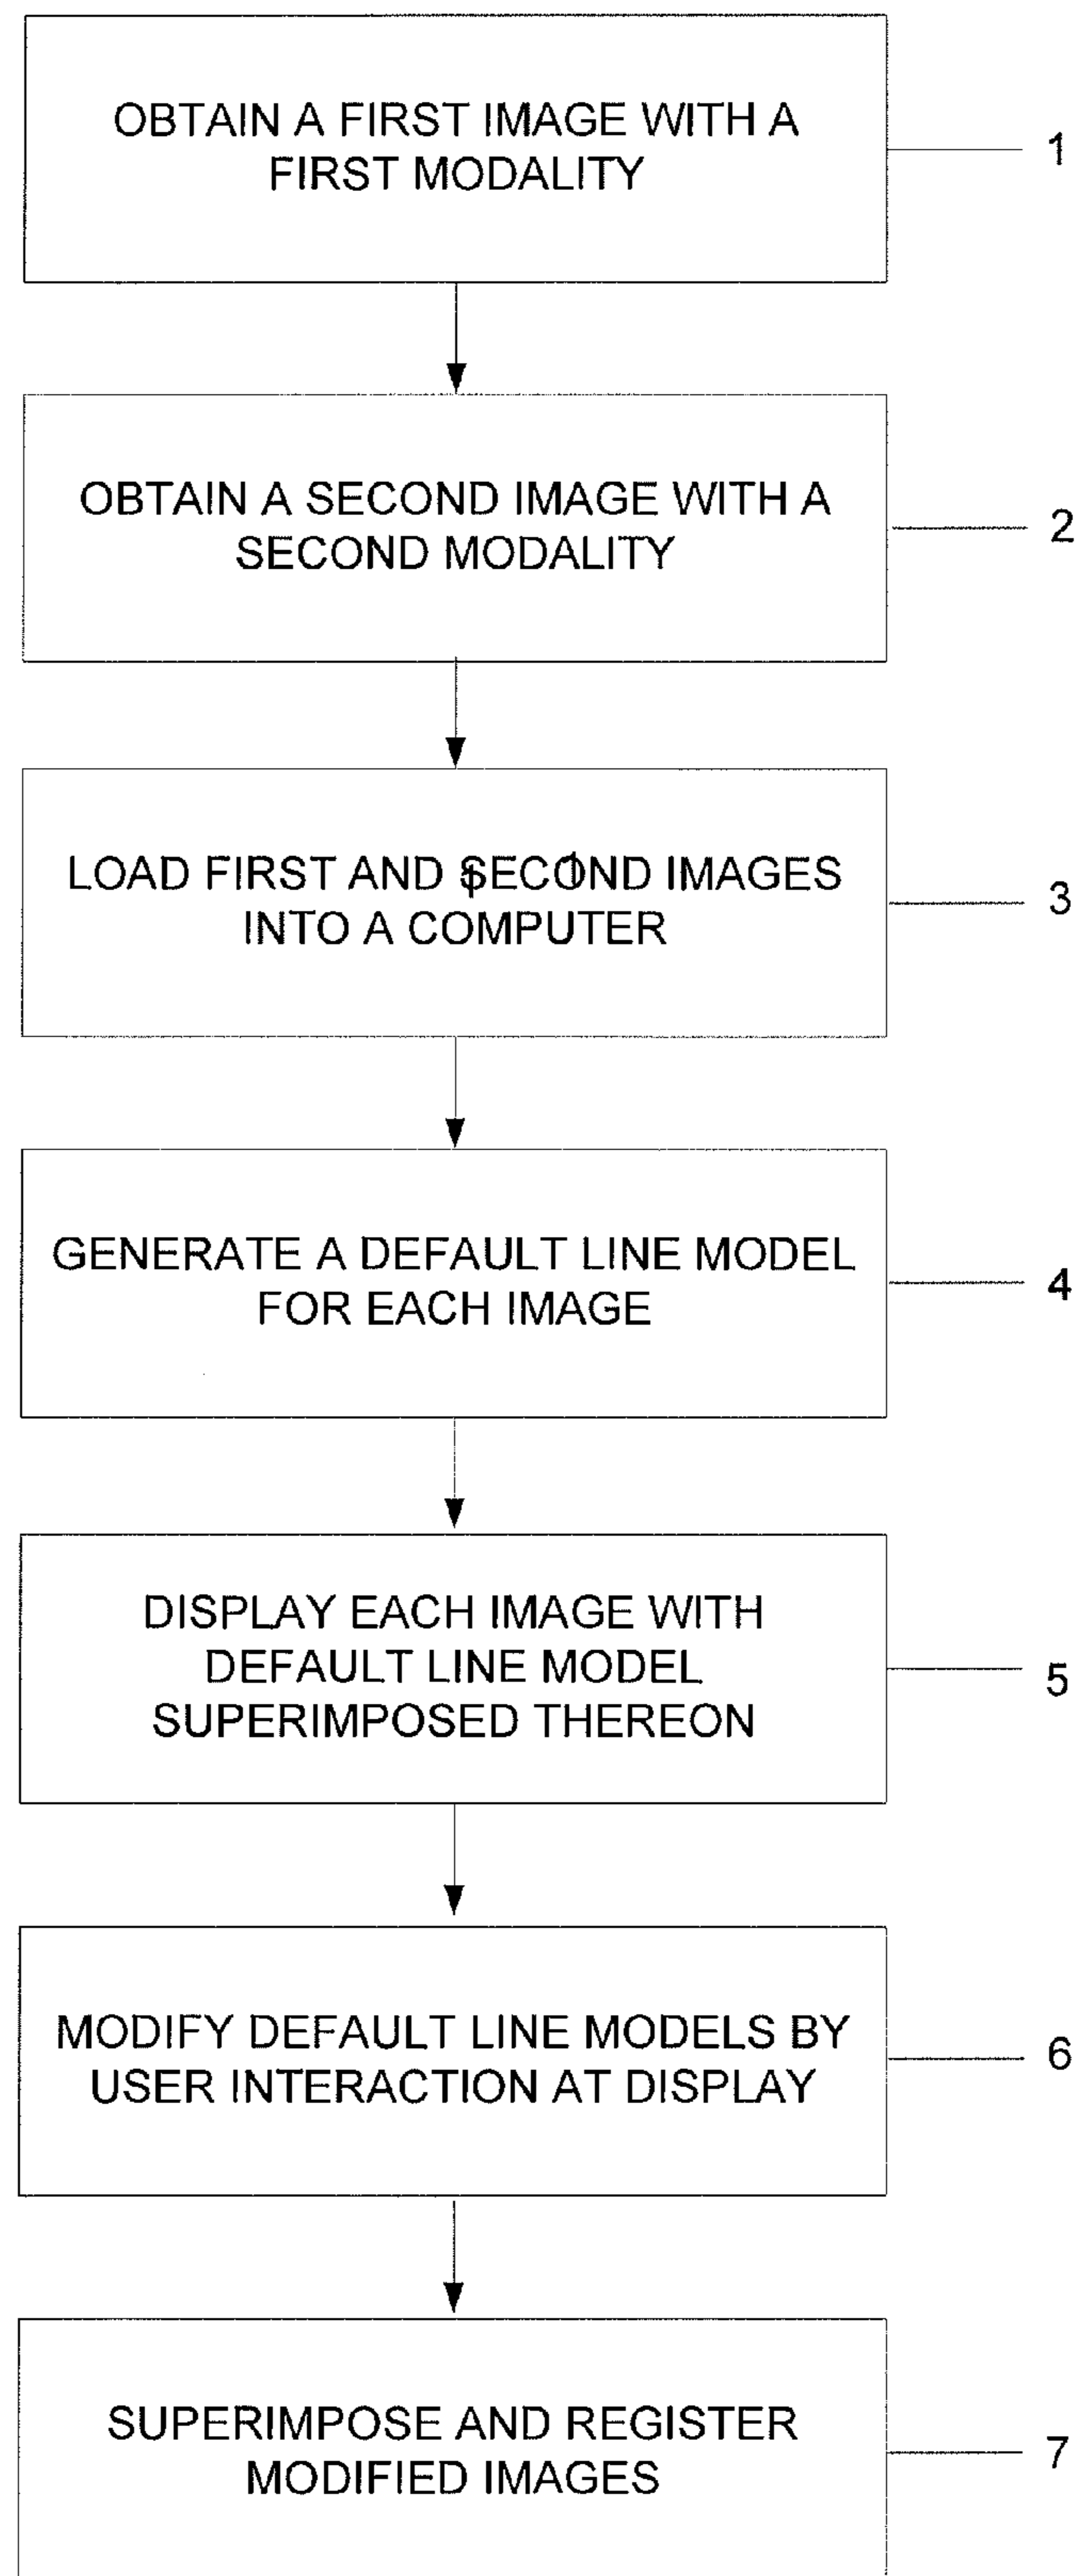 OBTAIN A FIRST IMAGE WITH A
FIRST MODALITY
1
OBTAIN A SECOND IMAGE WITH A
SECOND MODALITY
2
LOAD FIRST AND SECOND IMAGES
INTO A COMPUTER
3
GENERATE A DEFAULT LINE MODEL
FOR EACH IMAGE
4
DISPLAY EACH IMAGE WITH
DEFAULT LINE MODEL
SUPERIMPOSED THEREON
5
MODIFY DEFAULT LINE MODELS BY
USER INTERACTION AT DISPLAY
6
SUPERIMPOSE AND REGISTER
MODIFIED IMAGES
7